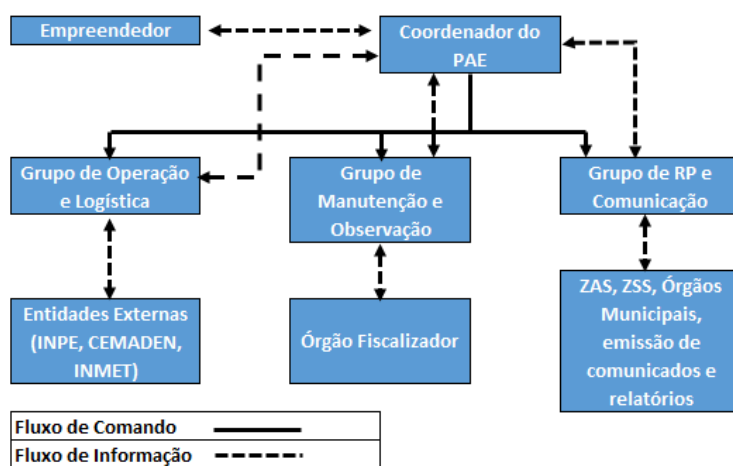 Empreendedor
Coordenador do
PAE
Grupo de Operação
e Logística
Grupo de
Manutenção e
Observação
Grupo de RP e
Comunicação
Entidades Externas
(INPE, CEMADEN,
INMET)
Órgão Fiscalizador
ZAS, ZSS, Órgãos
Municipais,
emissão de
comunicados e
relatórios
Fluxo de Comando
Fluxo de Informação